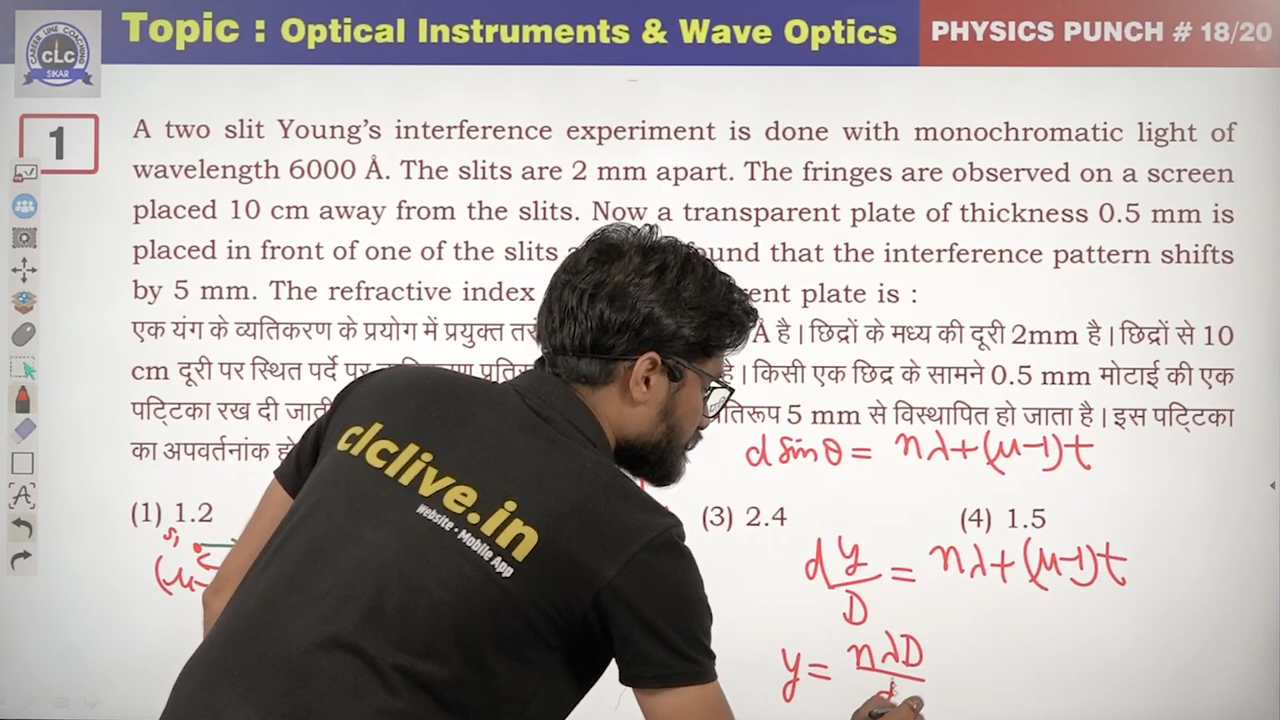 Topic : Optical Instruments & Wave Optics
PHYSICS PUNCH # 18/20
CAREER LINE COACHING
CLC
SIKAR
1
A two slit Young's interference experiment is done with monochromatic light of
wavelength 6000 Å. The slits are 2 mm apart. The fringes are observed on a screen
placed 10 cm away from the slits. Now a transparent plate of thickness 0.5 mm is
placed in front of one of the slits found that the interference pattern shifts
by 5 mm. The refractive index plate is :
एक यंग के व्यतिकरण के प्रयोग में प्रयुक्त Å है। छिद्रों के मध्य की दूरी 2mm है। छिद्रों से 10
cm दूरी पर स्थित पर्दे पर है। किसी एक छिद्र के सामने 0.5 mm मोटाई की एक
पट्टिका रख दी 5 mm से विस्थापित हो जाता है। इस पट्टिका
का अपवर्तनांक
d sin θ = nλ+(μ-1)t
(1) 1.2
(3) 2.4
(4) 1.5
S₁
d y/D = nλ+(μ-1)t
y = nλD
clclive.in
Website • Mobile App